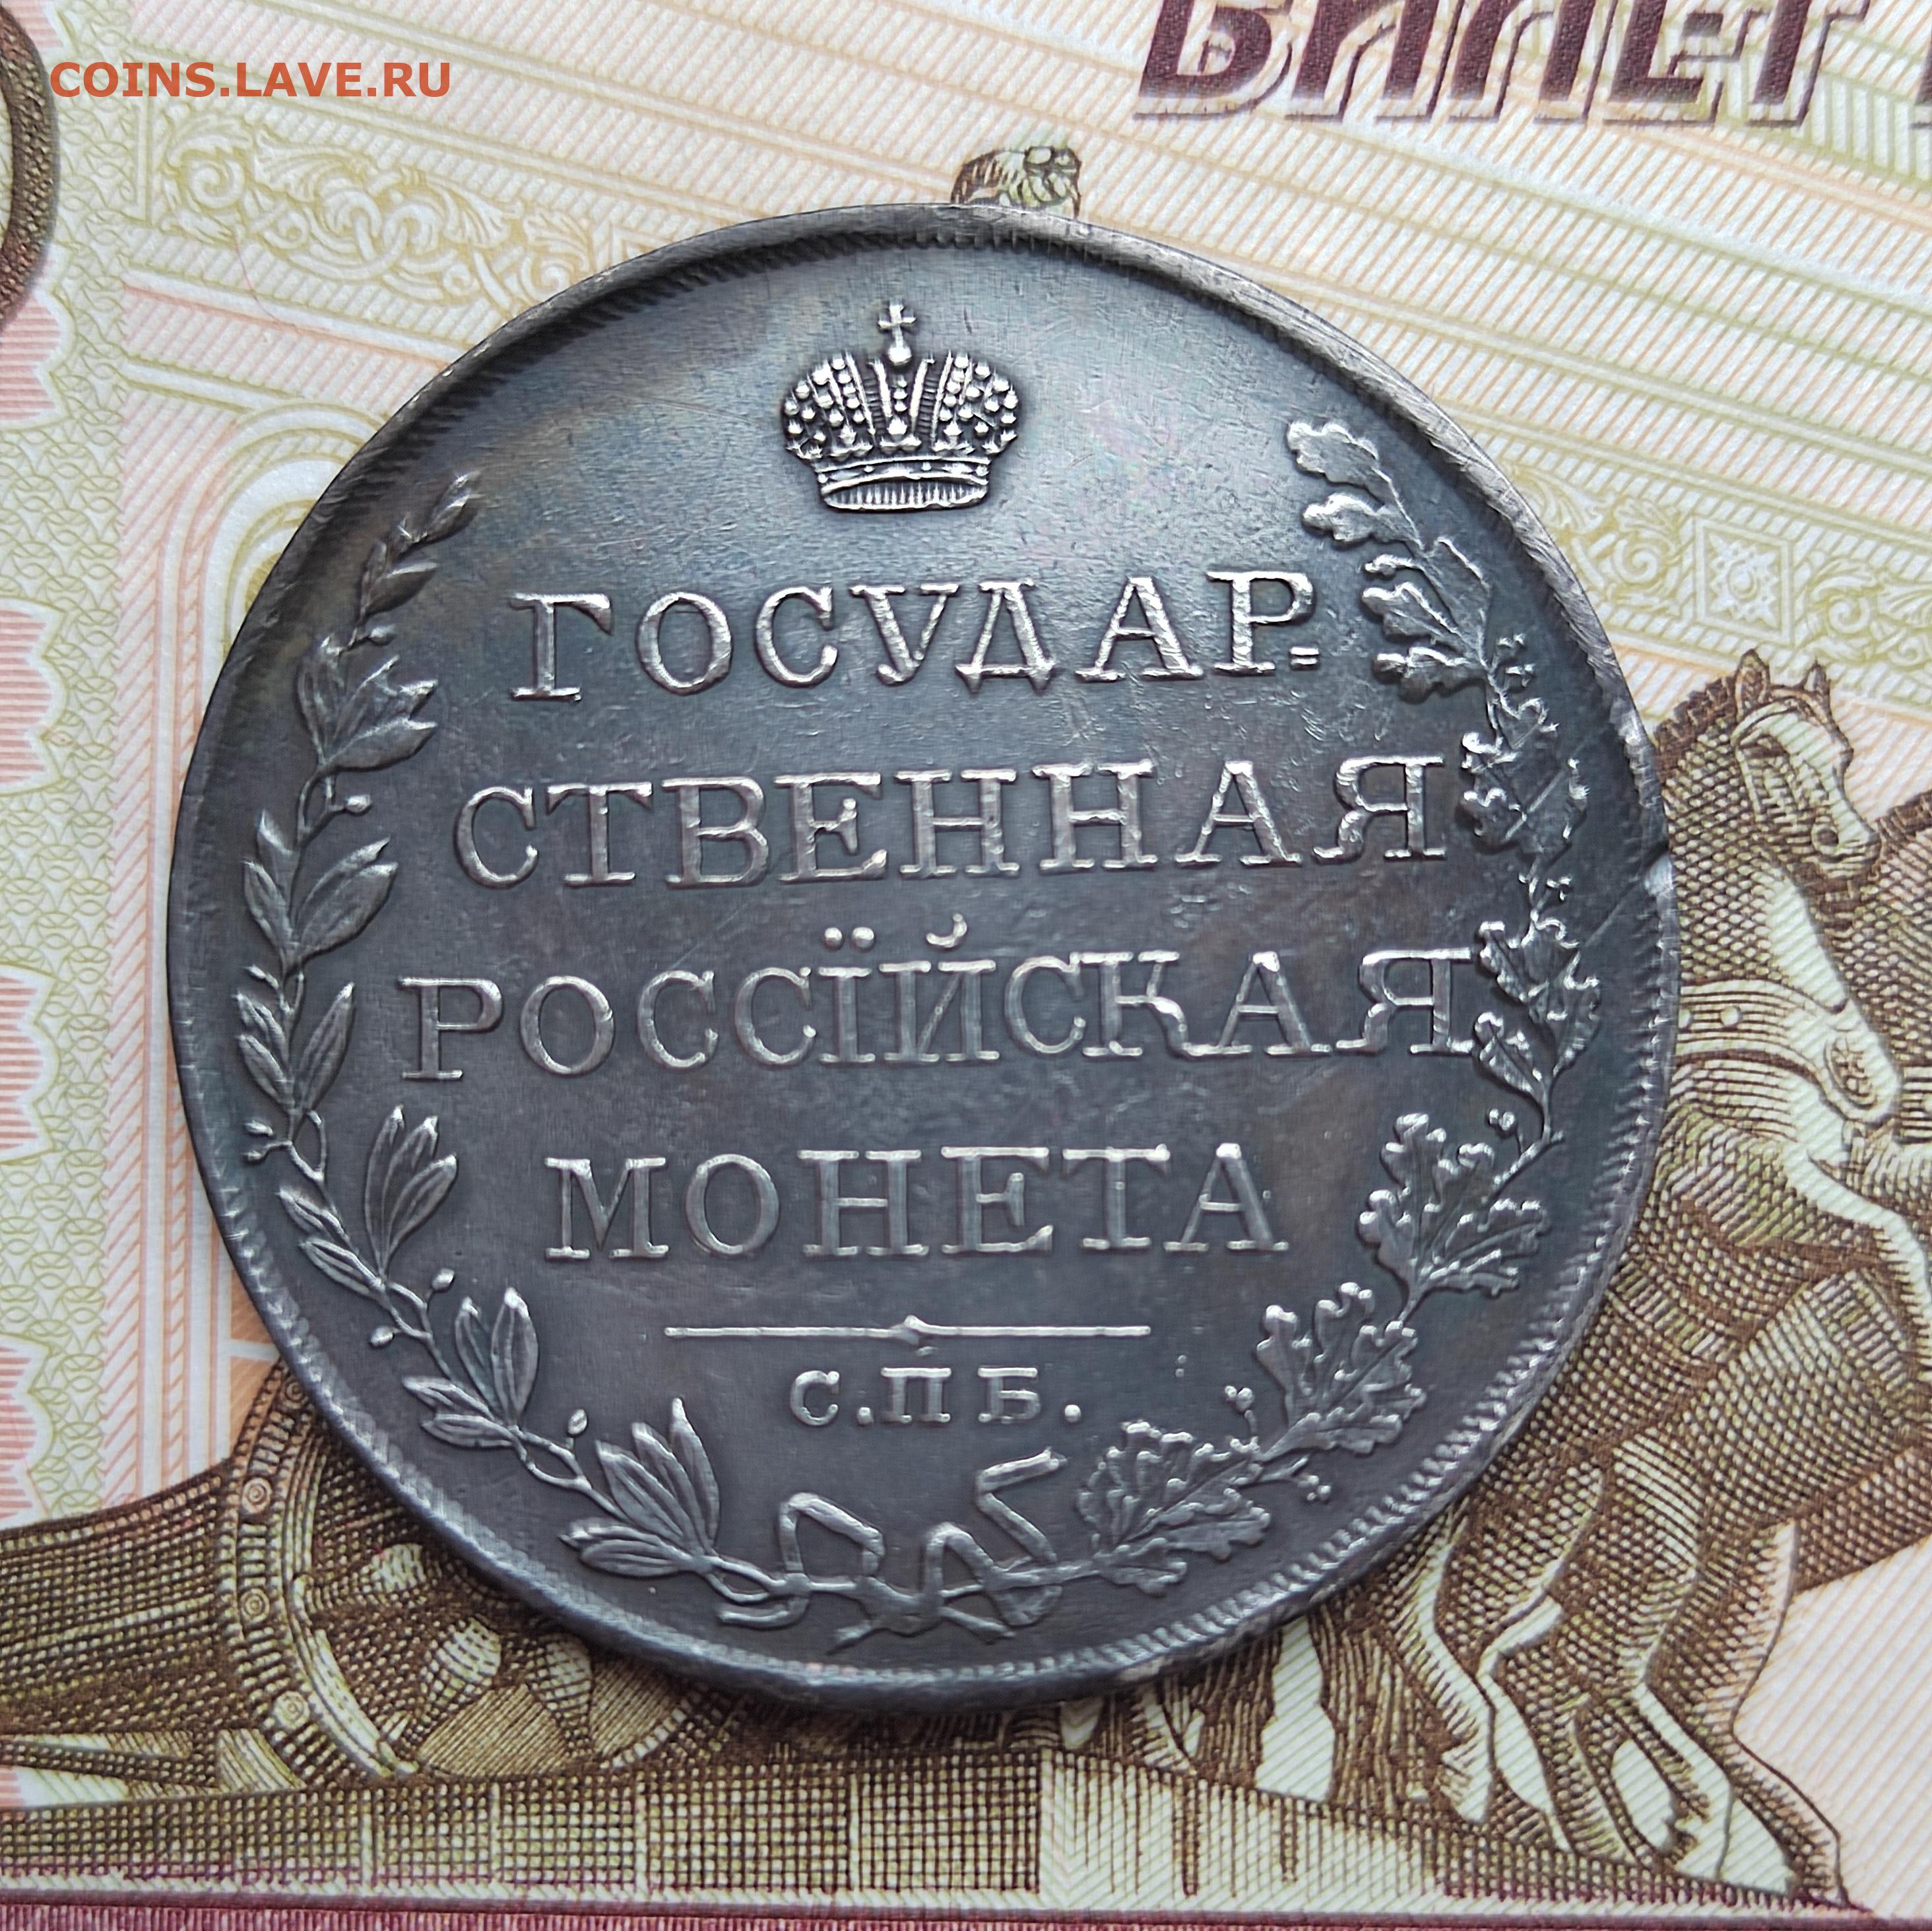 БИЛЕТ
COINS.LAVE.RU
ГОСУДАР=
СТВЕННАЯ
РОССІЙСКАЯ
МОНЕТА
С.П.Б.